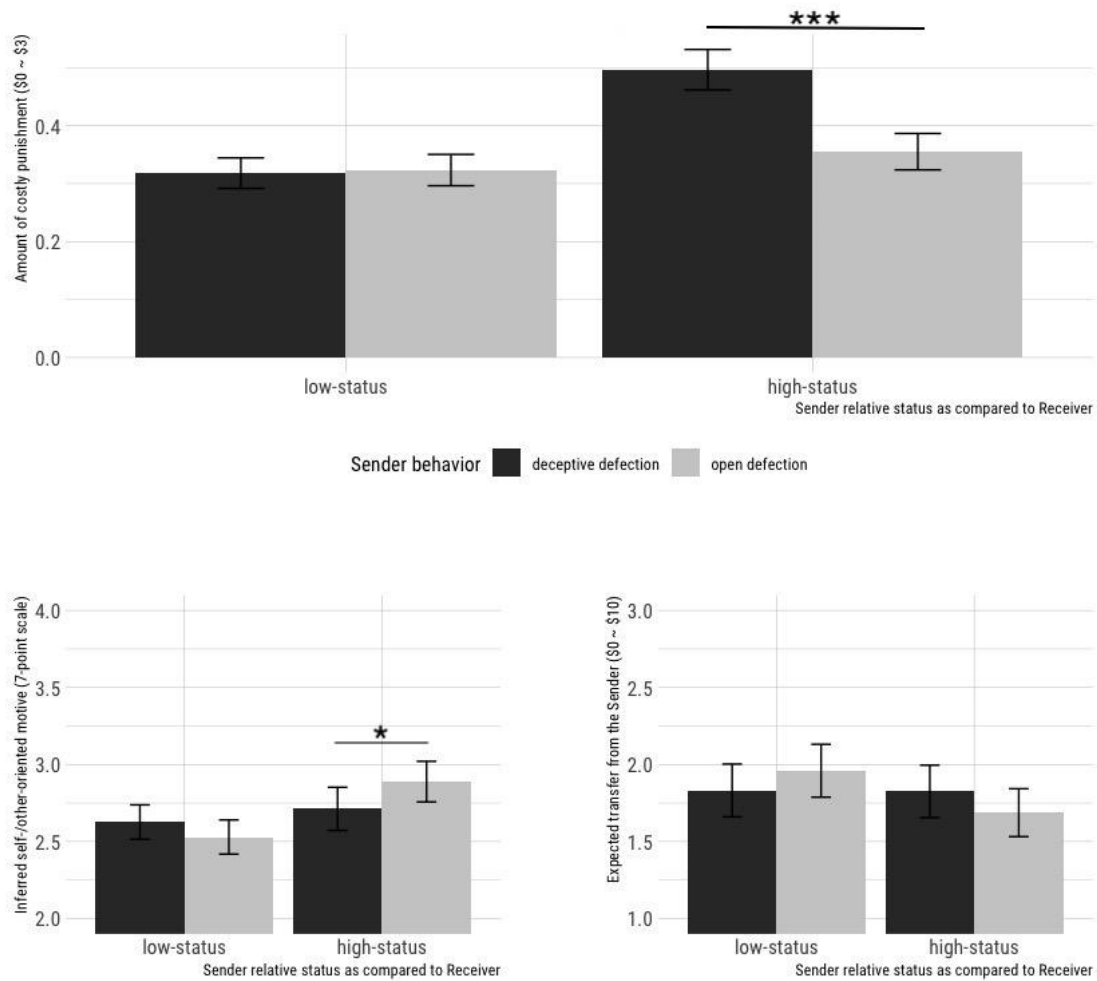 Amount of costly punishment ($0 ~ $3)
***
0.4
0.2
0.0
low-status
high-status
Sender relative status as compared to Receiver
Sender behavior
deceptive defection
open defection
Inferred self-/other-oriented motive (7-point scale)
4.0
3.5
3.0
2.5
2.0
*
low-status
high-status
Sender relative status as compared to Receiver
Expected transfer from the Sender ($0 ~ $10)
3.0
2.5
2.0
1.5
1.0
low-status
high-status
Sender relative status as compared to Receiver